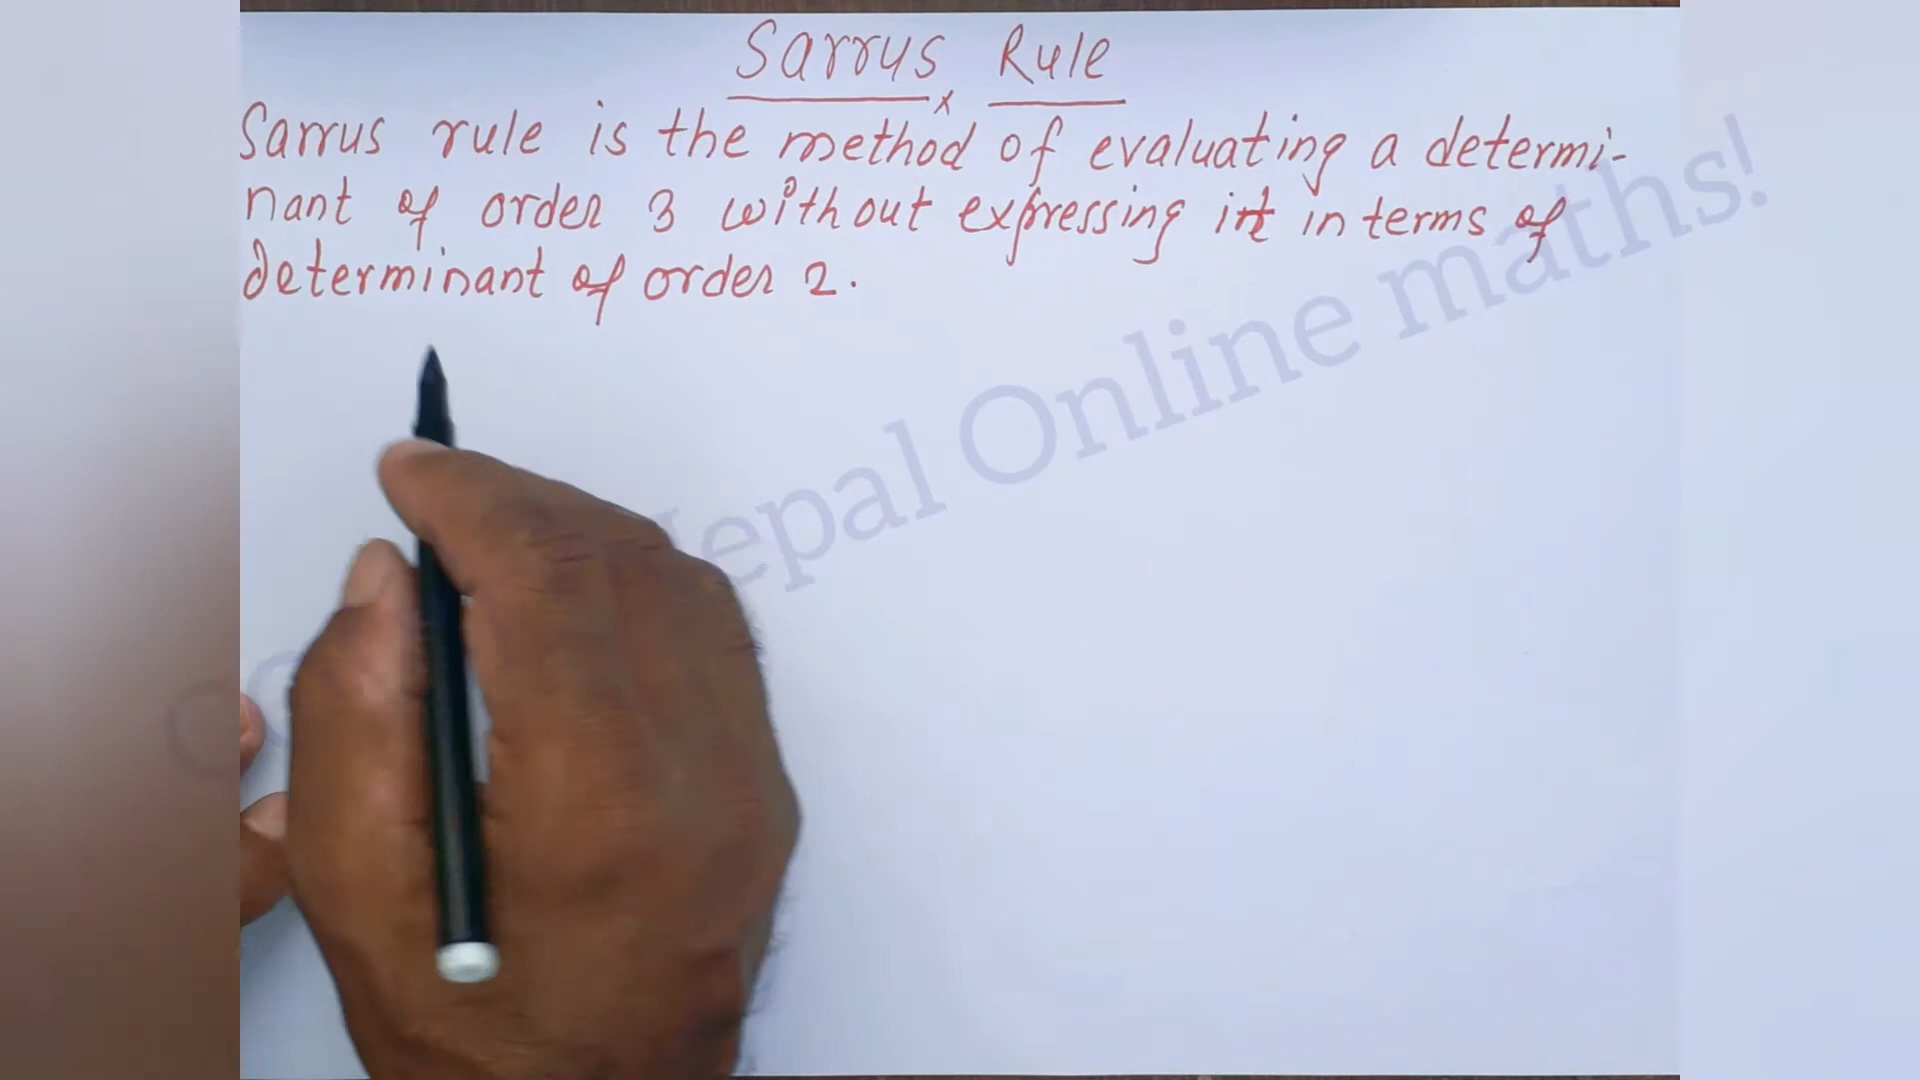 Sarrus Rule
Sarrus rule is the method of evaluating a determi-
nant of order 3 without expressing it in terms of
determinant of order 2.
Online maths!